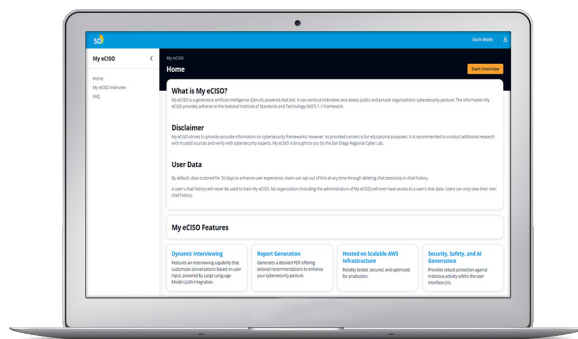 SD
Dark Mode
My eCISO
Home
My eCISO Interview
FAQ
My eCISO
Home
Start Interview
What is My eCISO?
My eCISO is a generative artificial-intelligence (Gen-AI) powered chat bot. It can conduct interviews and assess public and private organizations' cybersecurity posture. The information My
eCISO provides adheres to the National Institute of Standards and Technology (NIST) 1.1 Framework.
Disclaimer
My eCISO strives to provide accurate information on cybersecurity frameworks; however, its provided content is for educational purposes. It is recommended to conduct additional research
with trusted sources and verify with cybersecurity experts. My eCISO is brought to you by the San Diego Regional Cyber Lab.
User Data
By default, data is stored for 30 days to enhance user experience. Users can opt out of this at any time through deleting chat session(s) in chat history.
A user's chat history will never be used to train My eCISO. No organization (including the administrators of My eCISO) will ever have access to a user's chat data. Users can only view their own
chat history.
My eCISO Features
Dynamic Interviewing
Features an interviewing capability that
customizes conversations based on user
input, powered by Large Language
Model (LLM) integration.
Report Generation
Generates a detailed PDF offering
tailored recommendations to enhance
your cybersecurity posture.
Hosted on Scalable AWS
Infrastructure
Reliably tested, secured, and optimized
for production.
Security, Safety, and AI
Governance
Provides robust protection against
malicious activity within the user
interface (UI).